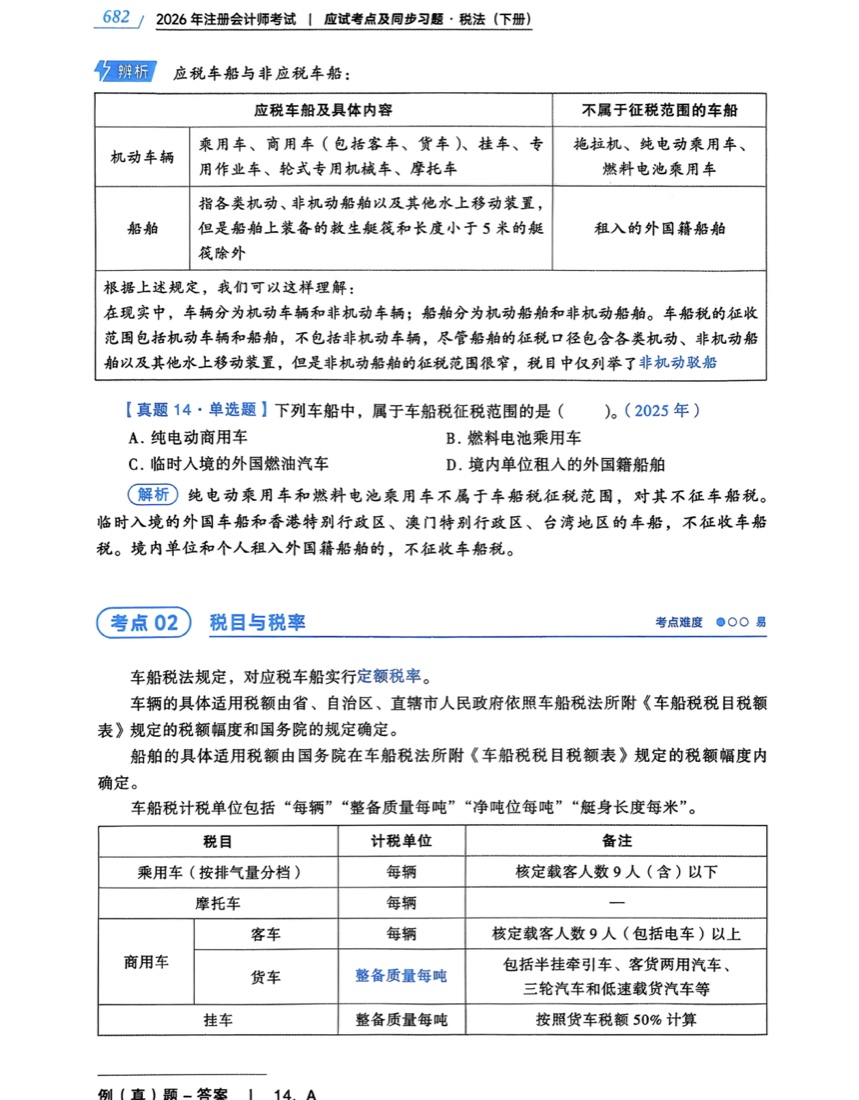 682 2026年注册会计师考试 | 应试考点及同步习题·税法（下册）
辨析 应税车船与非应税车船：
应税车船及具体内容 不属于征税范围的车船
机动车辆 乘用车、商用车（包括客车、货车）、挂车、专用作业车、轮式专用机械车、摩托车 拖拉机、纯电动乘用车、燃料电池乘用车
船舶 指各类机动、非机动船舶以及其他水上移动装置，但是船舶上装备的救生艇筏和长度小于5米的艇筏除外 租入的外国籍船舶
根据上述规定，我们可以这样理解：
在现实中，车辆分为机动车辆和非机动车辆；船舶分为机动船舶和非机动船舶。车船税的征收
范围包括机动车辆和船舶，不包括非机动车辆，尽管船舶的征税口径包含各类机动、非机动船
舶以及其他水上移动装置，但是非机动船舶的征税范围很窄，税目中仅列举了非机动驳船
【真题14·单选题】下列车船中，属于车船税征税范围的是（ ）。（2025年）
A. 纯电动商用车 B. 燃料电池乘用车
C. 临时入境的外国燃油汽车 D. 境内单位租入的外国籍船舶
解析 纯电动乘用车和燃料电池乘用车不属于车船税征税范围，对其不征车船税。
临时入境的外国车船和香港特别行政区、澳门特别行政区、台湾地区的车船，不征收车船
税。境内单位和个人租入外国籍船舶的，不征收车船税。
考点02 税目与税率 考点难度 易
车船税法规定，对应税车船实行定额税率。
车辆的具体适用税额由省、自治区、直辖市人民政府依照车船税法所附《车船税税目税额
表》规定的税额幅度和国务院的规定确定。
船舶的具体适用税额由国务院在车船税法所附《车船税税目税额表》规定的税额幅度内
确定。
车船税计税单位包括“每辆”“整备质量每吨”“净吨位每吨”“艇身长度每米”。
税目 计税单位 备注
乘用车（按排气量分档） 每辆 核定载客人数9人（含）以下
摩托车 每辆 —
商用车 客车 每辆 核定载客人数9人（包括电车）以上
货车 整备质量每吨 包括半挂牵引车、客货两用汽车、三轮汽车和低速载货汽车等
挂车 整备质量每吨 按照货车税额50%计算
例（真）题－答案 | 14. A